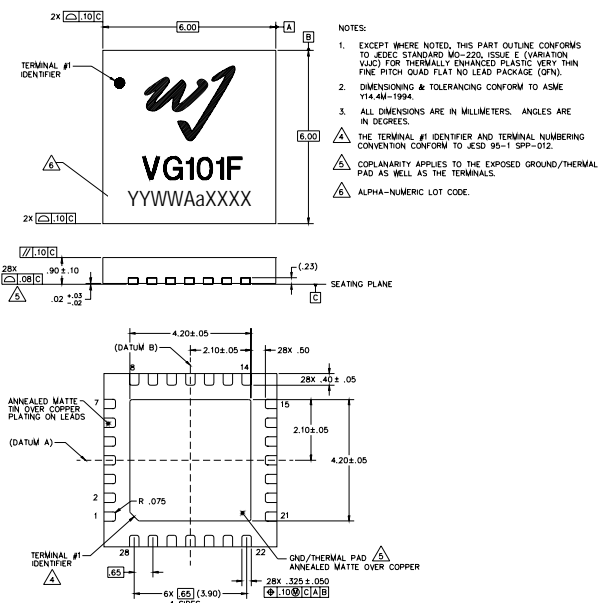 2X ⌓ .10 C
6.00
A
B
TERMINAL #1
IDENTIFIER
wj
VG101F
YYWWAaXXXX
6.00
6
2X ⌓ .10 C
NOTES:
1. EXCEPT WHERE NOTED, THIS PART OUTLINE CONFORMS
TO JEDEC STANDARD MO-220, ISSUE E (VARIATION
VJJC) FOR THERMALLY ENHANCED PLASTIC VERY THIN
FINE PITCH QUAD FLAT NO LEAD PACKAGE (QFN).
2. DIMENSIONING & TOLERANCING CONFORM TO ASME
Y14.4M-1994.
3. ALL DIMENSIONS ARE IN MILLIMETERS. ANGLES ARE
IN DEGREES.
4 THE TERMINAL #1 IDENTIFIER AND TERMINAL NUMBERING
CONVENTION CONFORM TO JESD 95-1 SPP-012.
5 COPLANARITY APPLIES TO THE EXPOSED GROUND/THERMAL
PAD AS WELL AS THE TERMINALS.
6 ALPHA-NUMERIC LOT CODE.
// .10 C
28X
⌓ .08 C
5
.90±.10
.02 +.03
-.02
(.23)
SEATING PLANE
C
4.20±.05
(DATUM B)
2.10±.05
28X .50
8
14
28X .40±.05
ANNEALED MATTE
TIN OVER COPPER
PLATING ON LEADS
7
15
2.10±.05
(DATUM A)
4.20±.05
2
R .075
1
21
TERMINAL #1
IDENTIFIER
4
28
22
GND/THERMAL PAD 5
ANNEALED MATTE OVER COPPER
.65
28X .325±.050
⌖ .10 Ⓜ C A B
6X .65 (3.90)
4 SIDES